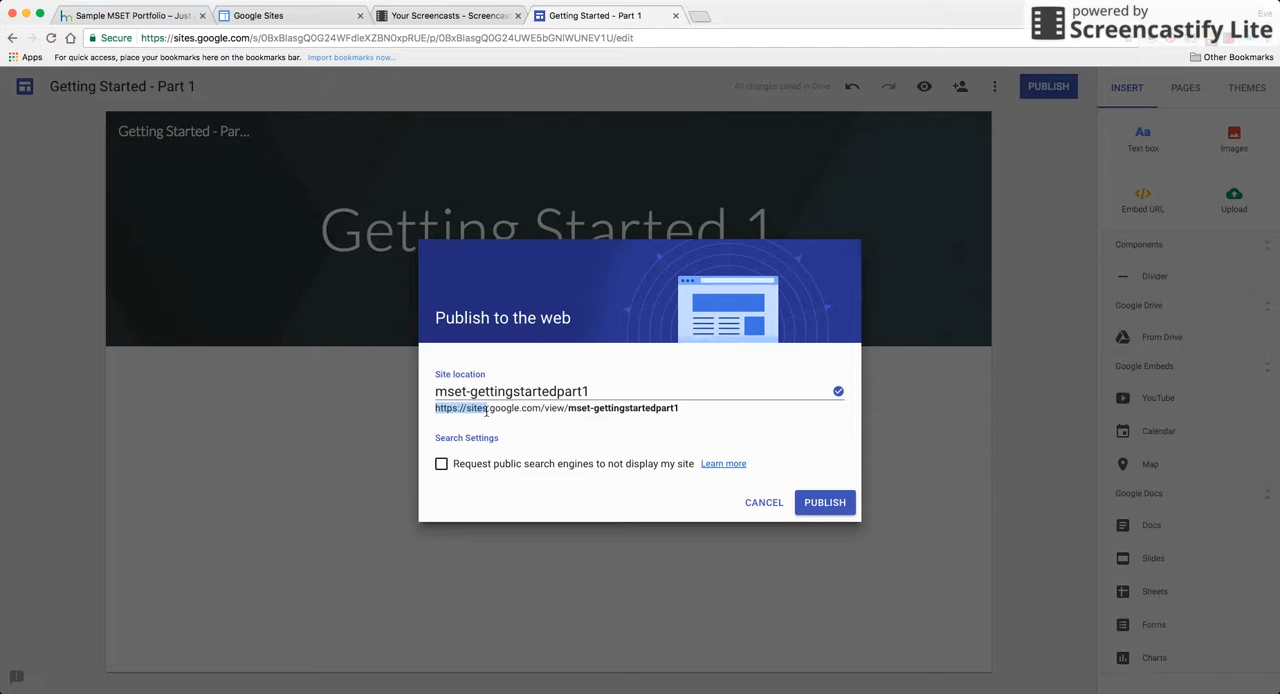 powered by
Screencastify Lite
Sample MSET Portfolio – Just
Google Sites
Your Screencasts - Screencast
Getting Started - Part 1
Eve
Secure
https://sites.google.com/s/0BxBlasgQ0G24WFdleXZBN0xpRUE/p/0BxBlasgQ0G24UWE5bGNIWUNEV1U/edit
Apps
For quick access, place your bookmarks here on the bookmarks bar. Import bookmarks now...
Other Bookmarks
Getting Started - Part 1
All changes saved in Drive
PUBLISH
INSERT
PAGES
THEMES
Getting Started - Par...
Getting Started 1
Aa
Text box
Images
Embed URL
Upload
Components
Divider
Google Drive
From Drive
Google Embeds
YouTube
Calendar
Map
Google Docs
Docs
Slides
Sheets
Forms
Charts
Publish to the web
Site location
mset-gettingstartedpart1
https://sites.google.com/view/mset-gettingstartedpart1
Search Settings
Request public search engines to not display my site Learn more
CANCEL
PUBLISH